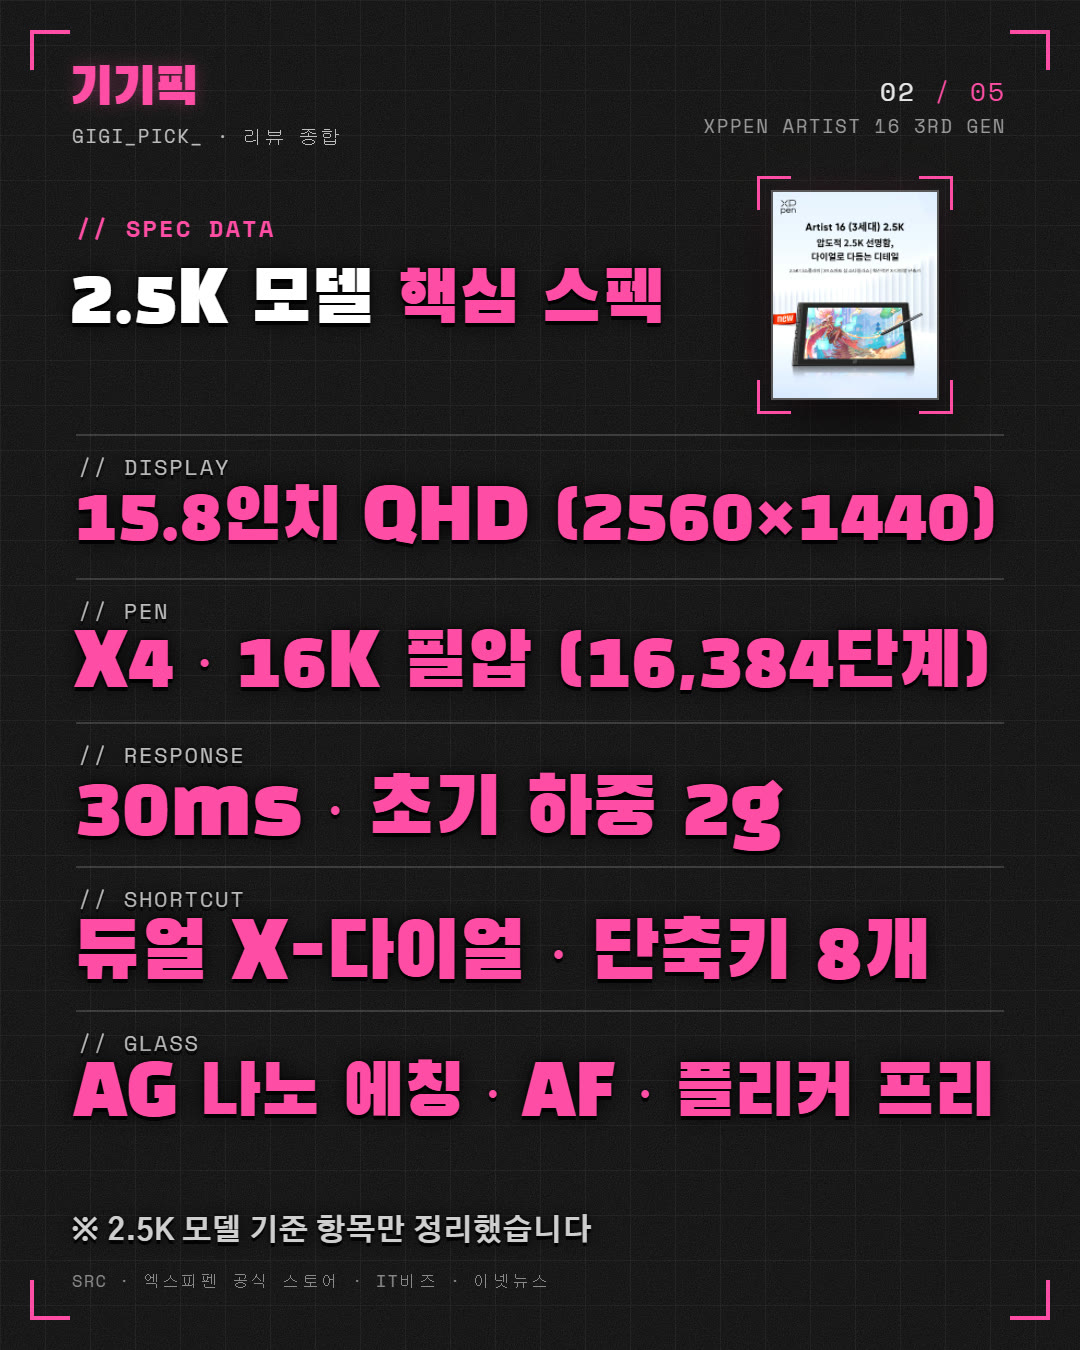 기기픽
GIGI_PICK_ · 리뷰 종합
02 / 05
XPPEN ARTIST 16 3RD GEN
// SPEC DATA
2.5K 모델 핵심 스펙
xp
pen
Artist 16 (3세대) 2.5K
압도적 2.5K 선명함,
다이얼로 다듬는 디테일
new
// DISPLAY
15.8인치 QHD (2560×1440)
// PEN
X4 · 16K 필압 (16,384단계)
// RESPONSE
30ms · 초기 하중 2g
// SHORTCUT
듀얼 X-다이얼 · 단축키 8개
// GLASS
AG 나노 에칭 · AF · 플리커 프리
※ 2.5K 모델 기준 항목만 정리했습니다
SRC · 엑스피펜 공식 스토어 · IT비즈 · 이넷뉴스